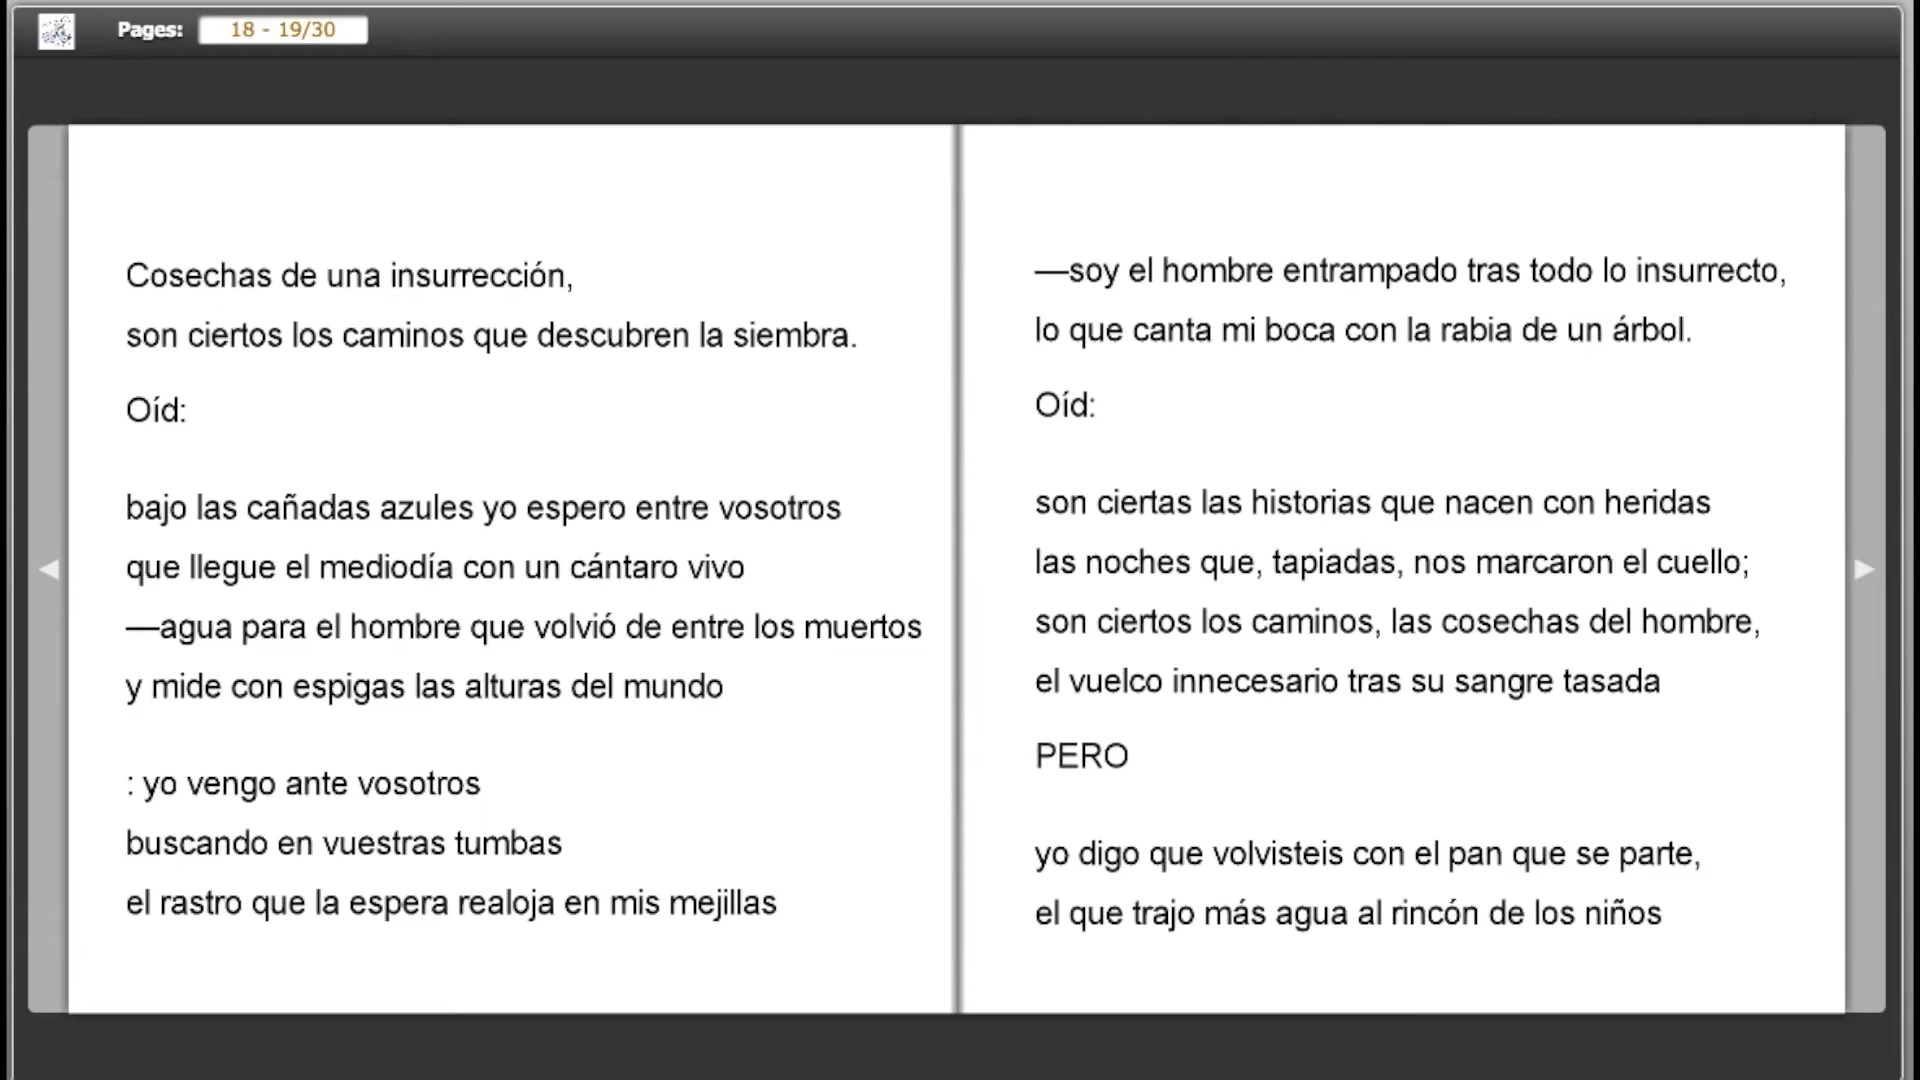 Pages: 18 - 19/30
Cosechas de una insurrección,
son ciertos los caminos que descubren la siembra.
Oíd:
bajo las cañadas azules yo espero entre vosotros
que llegue el mediodía con un cántaro vivo
—agua para el hombre que volvió de entre los muertos
y mide con espigas las alturas del mundo
: yo vengo ante vosotros
buscando en vuestras tumbas
el rastro que la espera realoja en mis mejillas
—soy el hombre entrampado tras todo lo insurrecto,
lo que canta mi boca con la rabia de un árbol.
Oíd:
son ciertas las historias que nacen con heridas
las noches que, tapiadas, nos marcaron el cuello;
son ciertos los caminos, las cosechas del hombre,
el vuelco innecesario tras su sangre tasada
PERO
yo digo que volvisteis con el pan que se parte,
el que trajo más agua al rincón de los niños